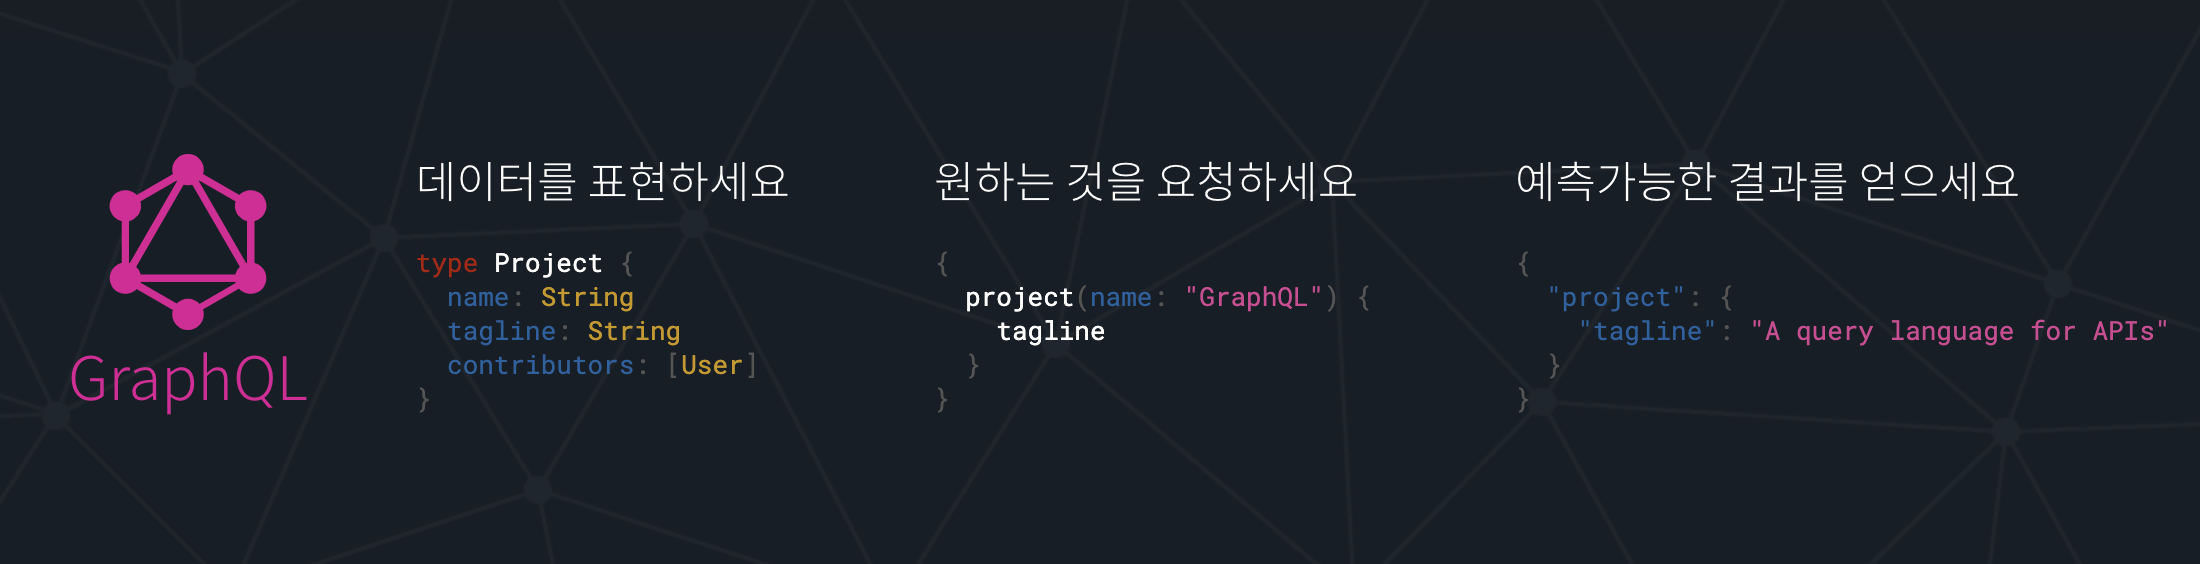 GraphQL
데이터를 표현하세요
type Project {
  name: String
  tagline: String
  contributors: [User]
}
원하는 것을 요청하세요
{
  project(name: "GraphQL") {
    tagline
  }
}
예측가능한 결과를 얻으세요
{
  "project": {
    "tagline": "A query language for APIs"
  }
}